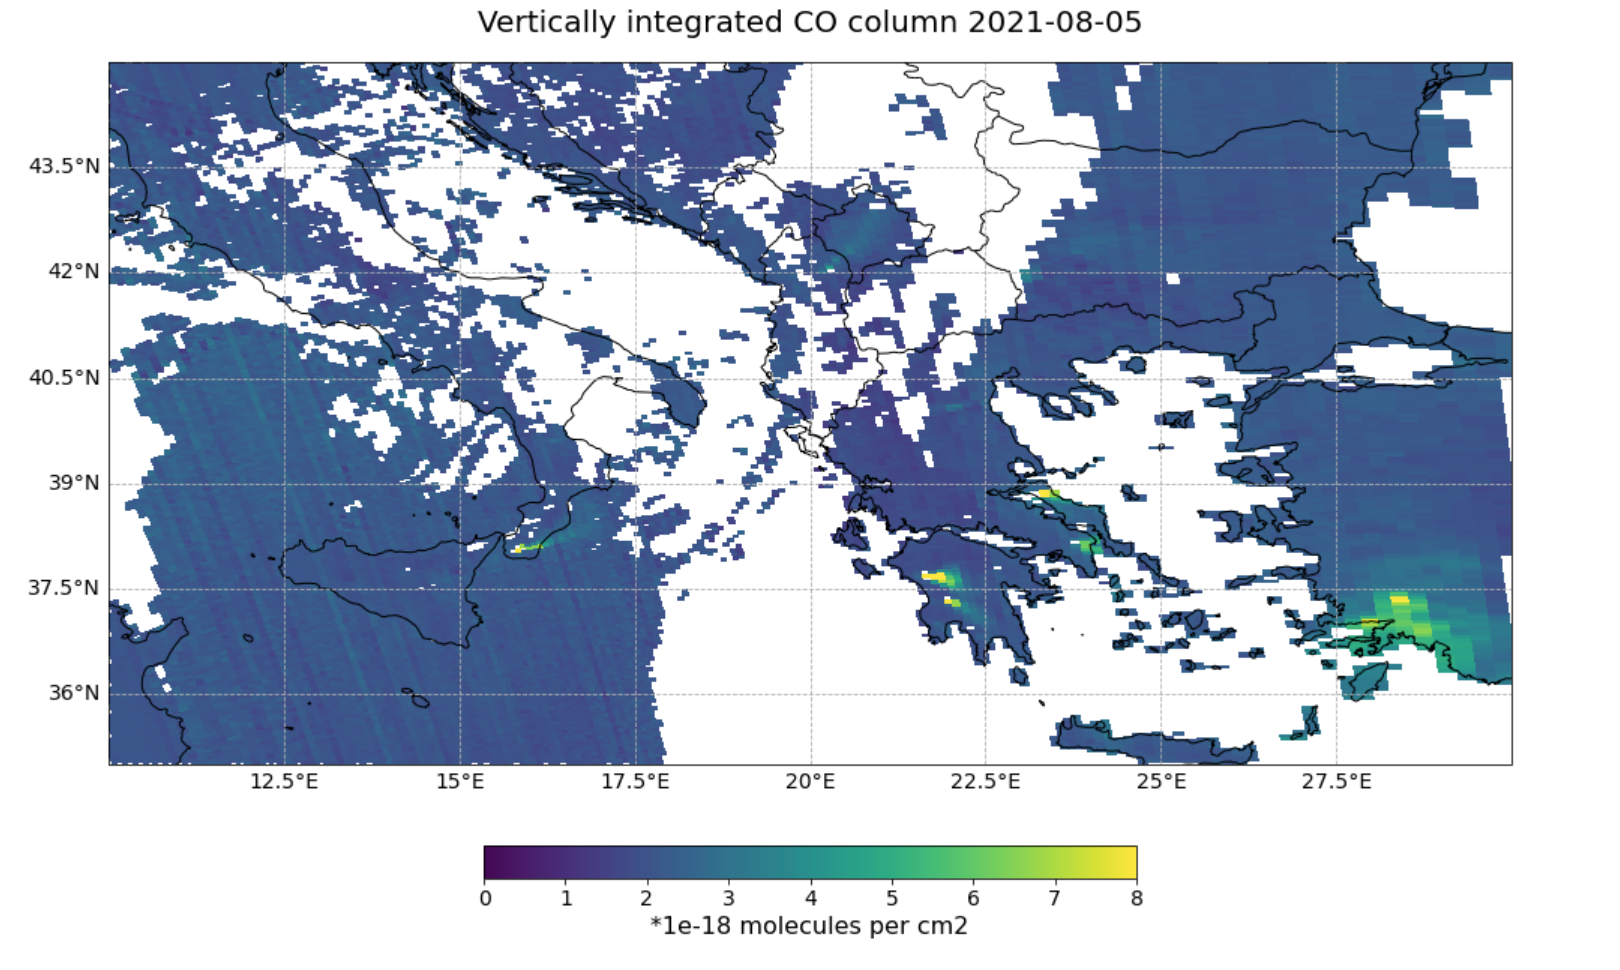 Vertically integrated CO column 2021-08-05
43.5°N
42°N
40.5°N
39°N
37.5°N
36°N
12.5°E 15°E 17.5°E 20°E 22.5°E 25°E 27.5°E
0 1 2 3 4 5 6 7 8
*1e-18 molecules per cm2